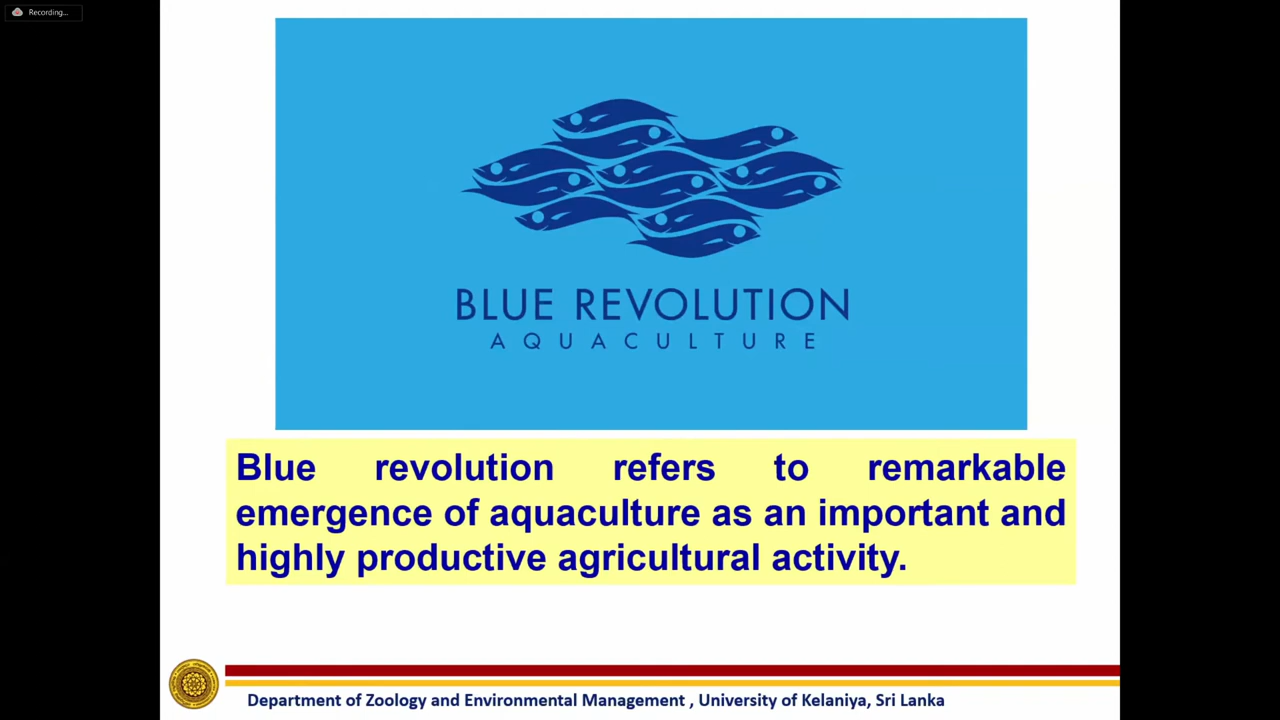 Recording...
BLUE REVOLUTION
AQUACULTURE
Blue revolution refers to remarkable
emergence of aquaculture as an important and
highly productive agricultural activity.
Department of Zoology and Environmental Management , University of Kelaniya, Sri Lanka